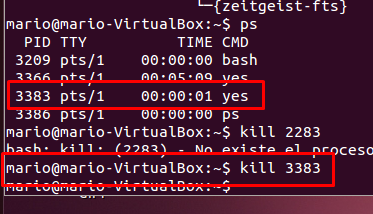 └─{zeitgeist-fts}
mario@mario-VirtualBox:~$ ps
PID TTY TIME CMD
3209 pts/1 00:00:00 bash
3366 pts/1 00:05:09 yes
3383 pts/1 00:00:01 yes
3386 pts/1 00:00:00 ps
mario@mario-VirtualBox:~$ kill 2283
bash: kill: (2283) - No existe el proceso
mario@mario-VirtualBox:~$ kill 3383
mario@mario-VirtualBox:~$